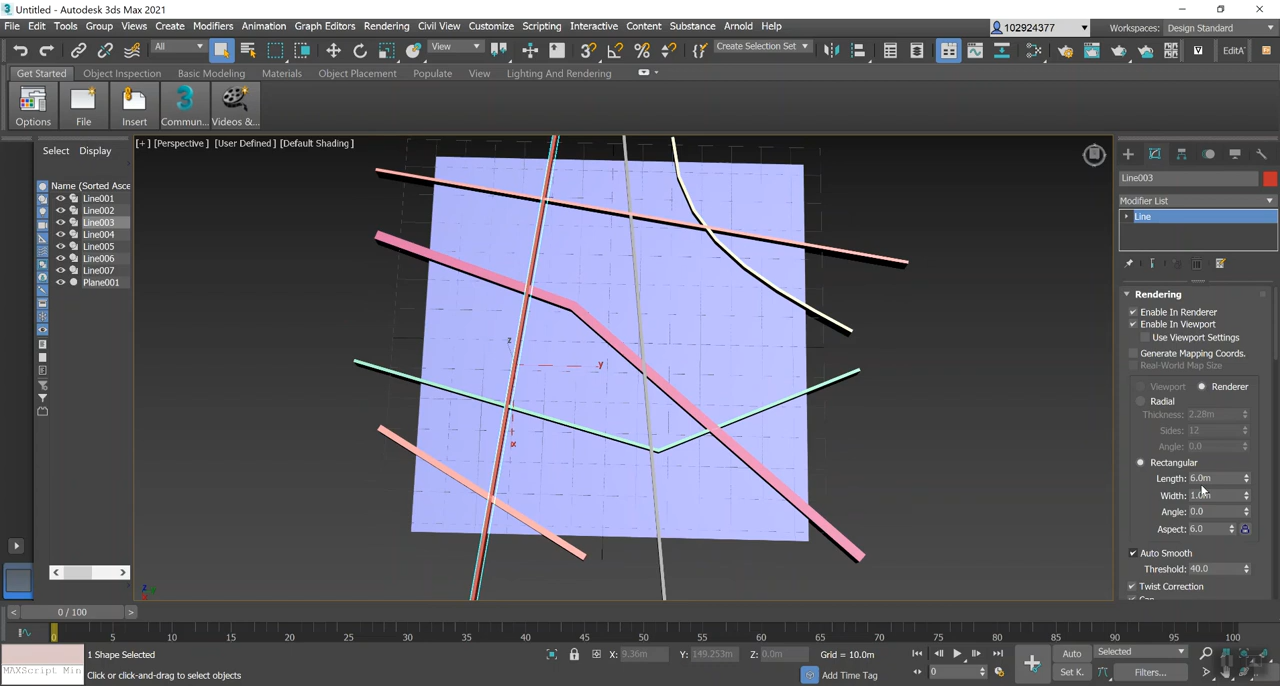 3 Untitled - Autodesk 3ds Max 2021
File Edit Tools Group Views Create Modifiers Animation Graph Editors Rendering Civil View Customize Scripting Interactive Content Substance Arnold Help
102924377 Workspaces: Design Standard
All View Create Selection Set EditA
Get Started Object Inspection Basic Modeling Materials Object Placement Populate View Lighting And Rendering
Options File Insert Commun... Videos &...
Select Display
[+] [Perspective] [User Defined] [Default Shading]
Name (Sorted Asce
Line001
Line002
Line003
Line004
Line005
Line006
Line007
Plane001
z
y
x
Line003
Modifier List
Line
Rendering
Enable In Renderer
Enable In Viewport
Use Viewport Settings
Generate Mapping Coords.
Real-World Map Size
Viewport Renderer
Radial
Thickness: 2.28m
Sides: 12
Angle: 0.0
Rectangular
Length: 6.0m
Width: 1.0m
Angle: 0.0
Aspect: 6.0
Auto Smooth
Threshold: 40.0
Twist Correction
< >
< 0 / 100 >
0 5 10 15 20 25 30 35 40 45 50 55 60 65 70 75 80 85 90 95 100
1 Shape Selected
X: 9.36m Y: 149.253m Z: 0.0m Grid = 10.0m
Auto Selected
MAXScript Min
Click or click-and-drag to select objects
Add Time Tag
0
Set K. Filters...